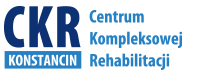 CKR
KONSTANCIN
Centrum
Kompleksowej
Rehabilitacji